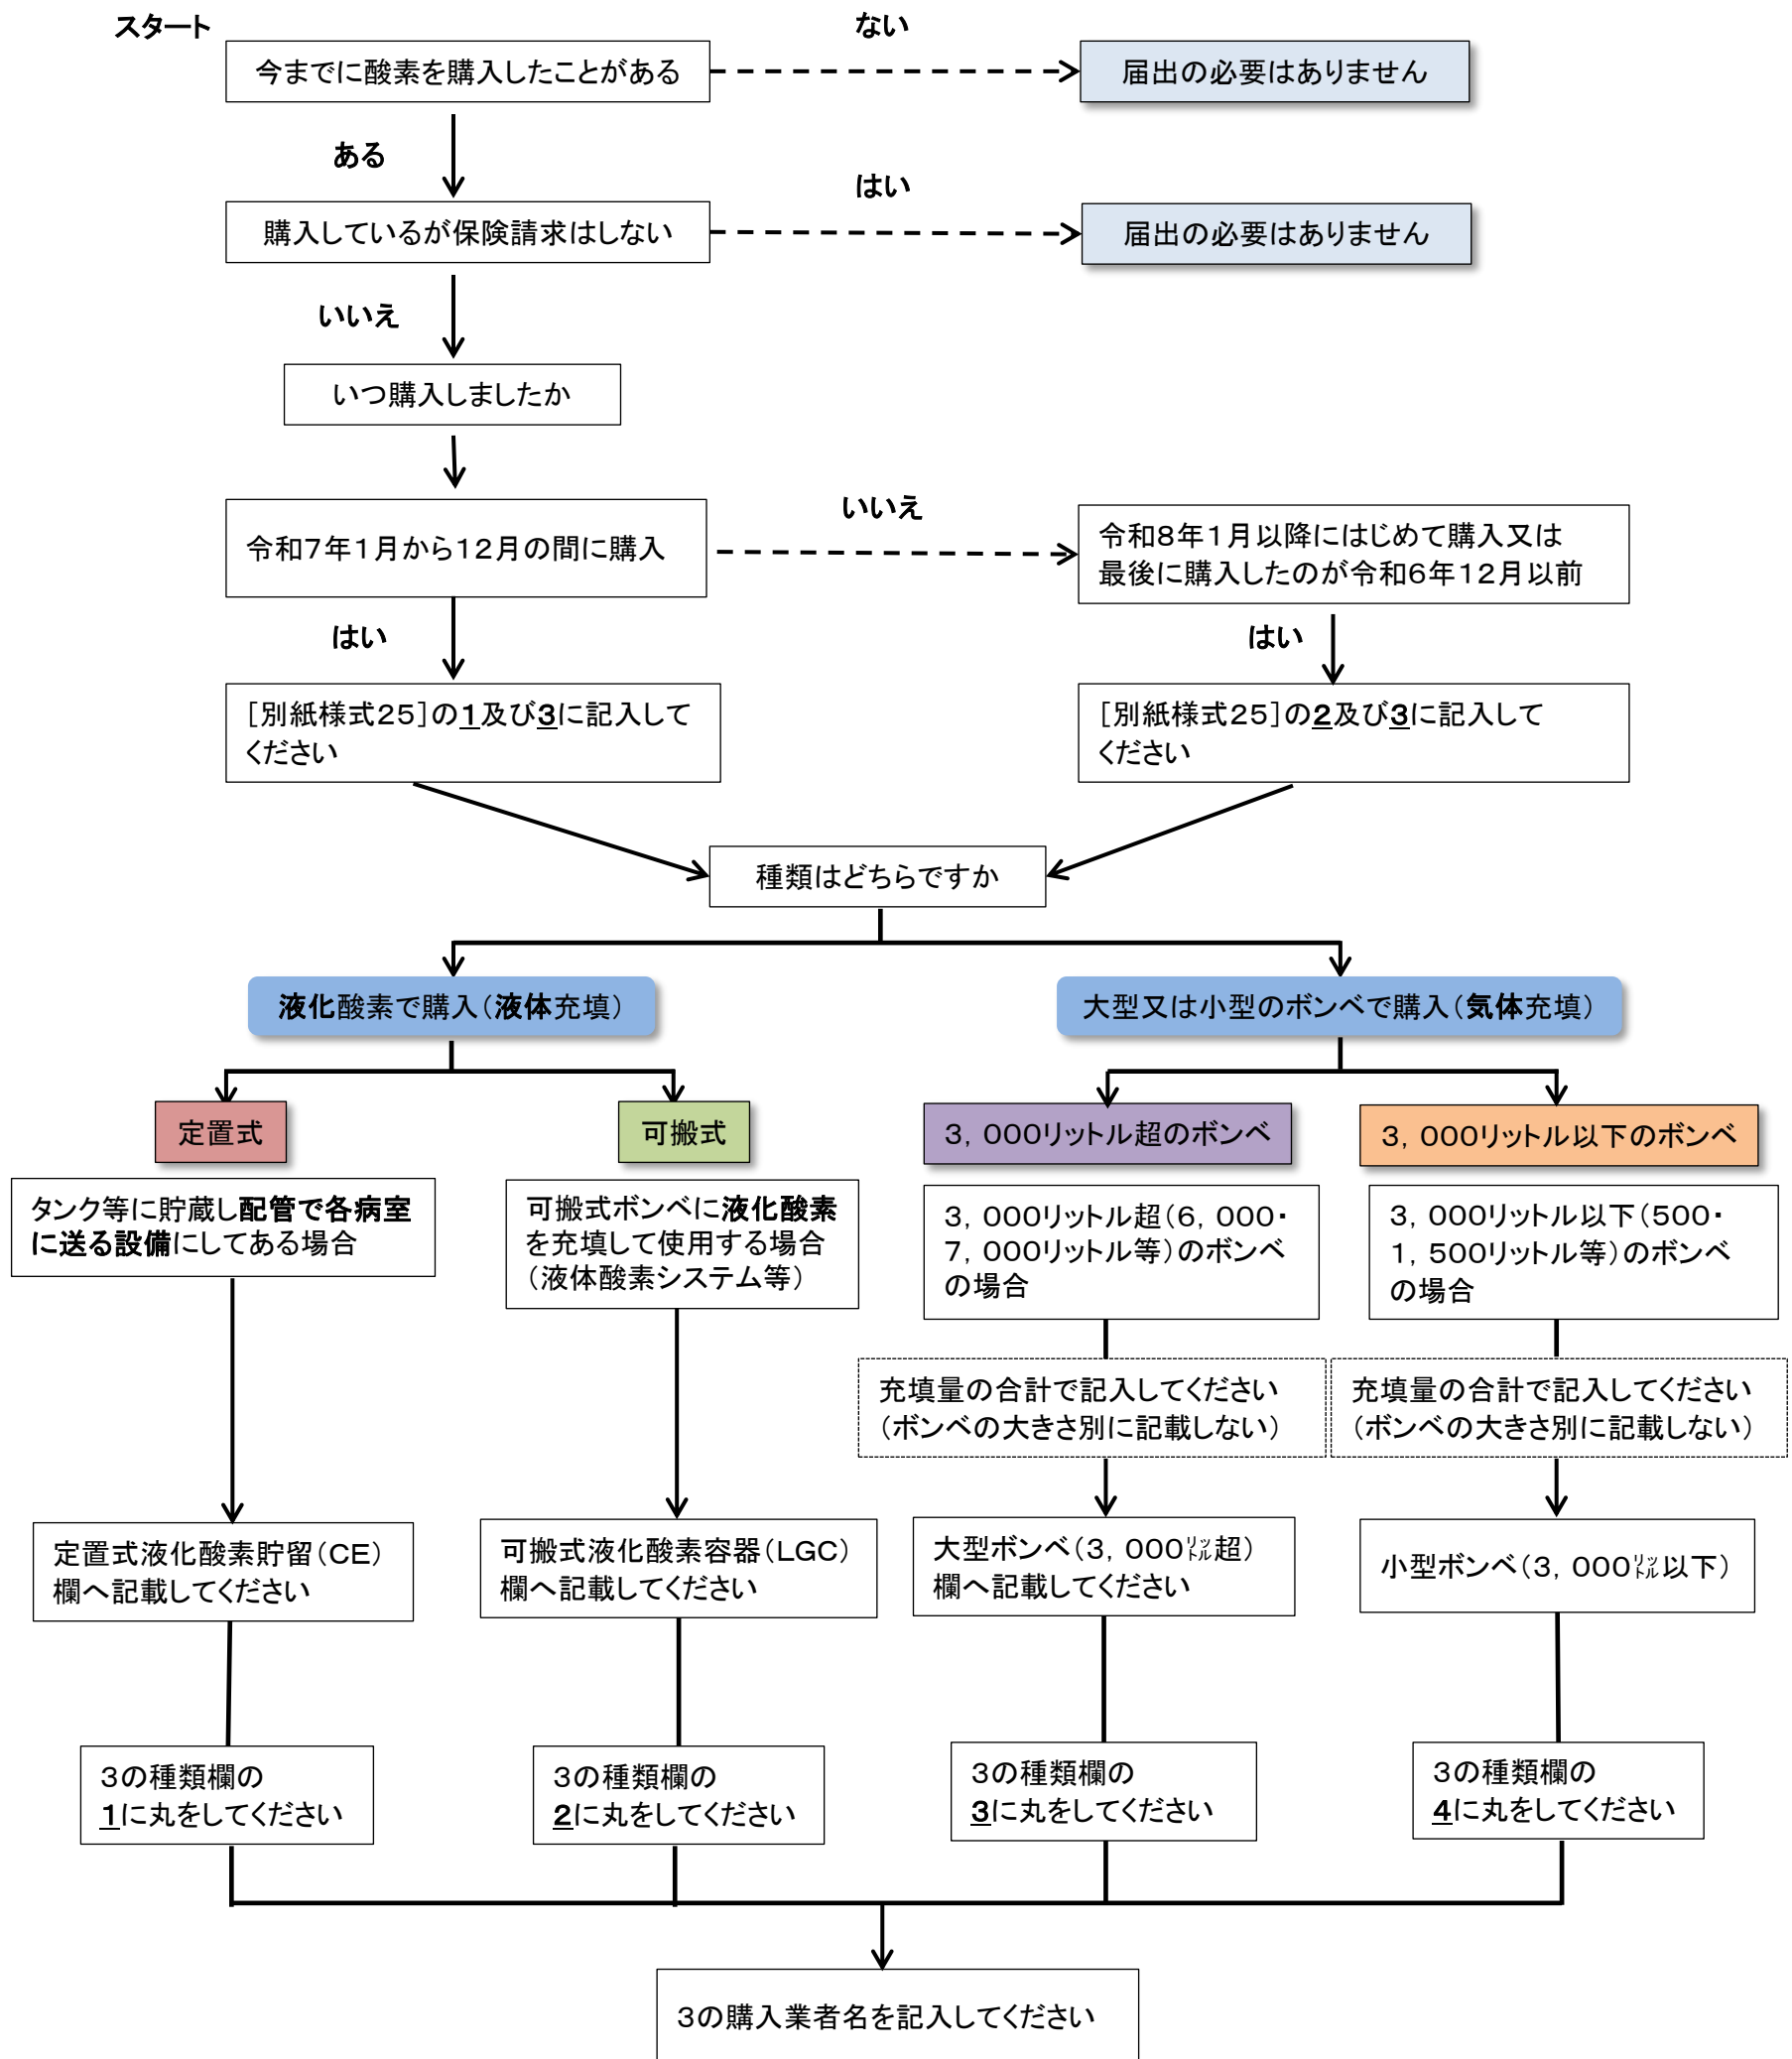 スタート
ない
今までに酸素を購入したことがある
届出の必要はありません
ある
はい
購入しているが保険請求はしない
届出の必要はありません
いいえ
いつ購入しましたか
いいえ
令和7年1月から12月の間に購入
令和8年1月以降にはじめて購入又は
最後に購入したのが令和6年12月以前
はい
はい
［別紙様式25］の1及び3に記入して
ください
［別紙様式25］の2及び3に記入して
ください
種類はどちらですか
液化酸素で購入（液体充填）
大型又は小型のボンベで購入（気体充填）
定置式
可搬式
3，000リットル超のボンベ
3，000リットル以下のボンベ
タンク等に貯蔵し配管で各病室
に送る設備にしてある場合
可搬式ボンベに液化酸素
を充填して使用する場合
（液体酸素システム等）
3，000リットル超（6，000・
7，000リットル等）のボンベ
の場合
3，000リットル以下（500・
1，500リットル等）のボンベ
の場合
充填量の合計で記入してください
（ボンベの大きさ別に記載しない）
充填量の合計で記入してください
（ボンベの大きさ別に記載しない）
定置式液化酸素貯留（CE）
欄へ記載してください
可搬式液化酸素容器（LGC）
欄へ記載してください
大型ボンベ（3，000㍑超）
欄へ記載してください
小型ボンベ（3，000㍑以下）
3の種類欄の
1に丸をしてください
3の種類欄の
2に丸をしてください
3の種類欄の
3に丸をしてください
3の種類欄の
4に丸をしてください
3の購入業者名を記入してください